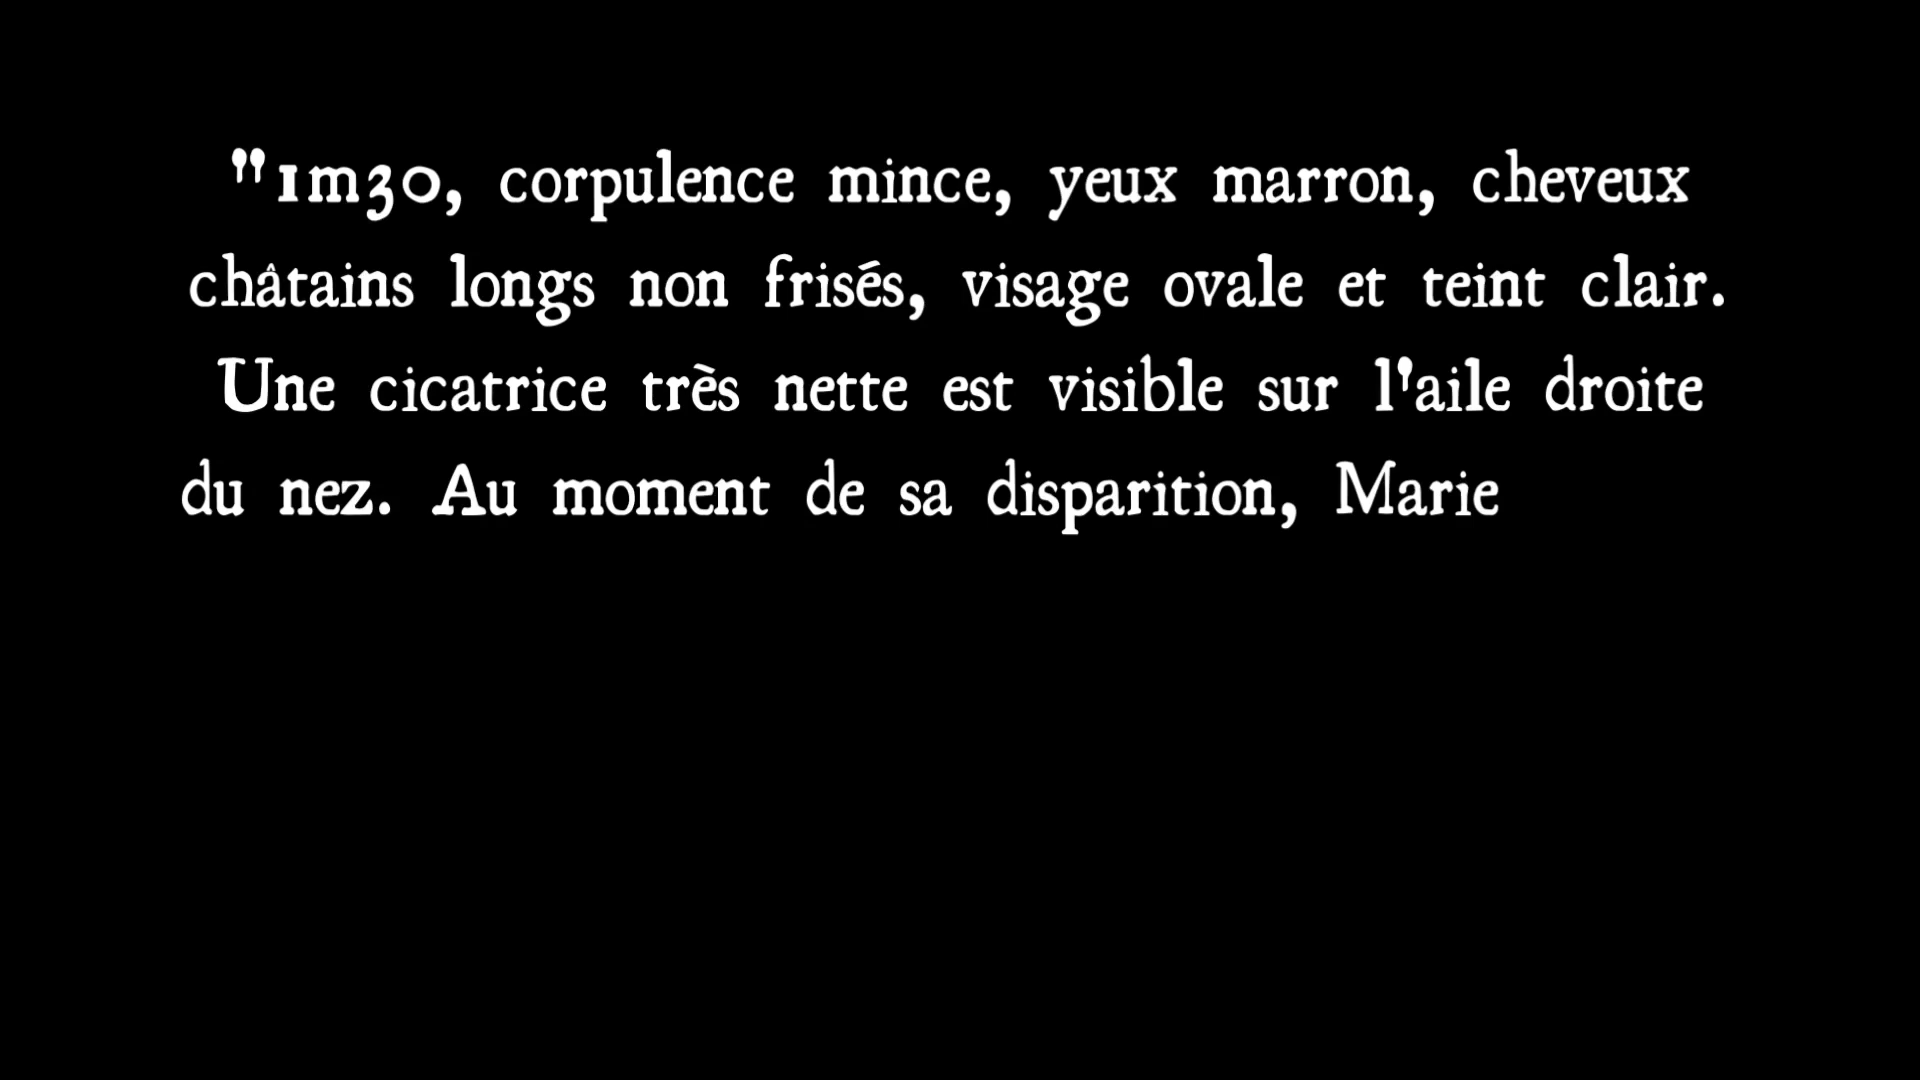 "1m30, corpulence mince, yeux marron, cheveux
châtains longs non frisés, visage ovale et teint clair.
Une cicatrice très nette est visible sur l'aile droite
du nez. Au moment de sa disparition, Marie